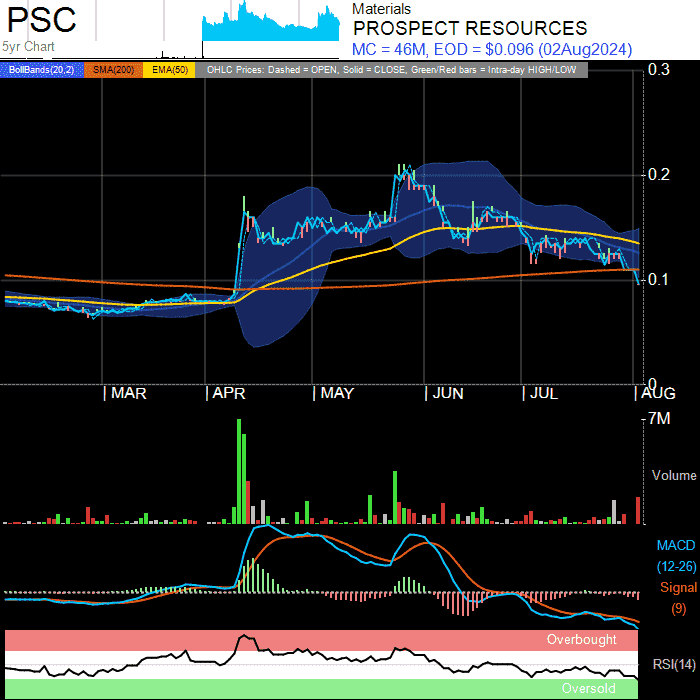 PSC
5yr Chart
Materials
PROSPECT RESOURCES
MC = 46M, EOD = $0.096 (02Aug2024)
BollBands(20,2) SMA(200) EMA(50) OHLC Prices: Dashed = OPEN, Solid = CLOSE, Green/Red bars = Intra-day HIGH/LOW
0.3
0.2
0.1
0
MAR APR MAY JUN JUL AUG
7M
Volume
MACD
(12-26)
Signal
(9)
Overbought
RSI(14)
Oversold